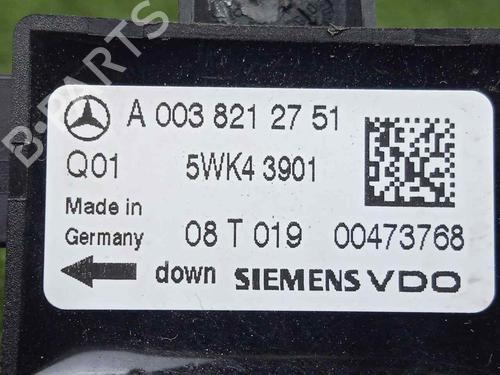 A 003 821 27 51
Q01 5WK4 3901
Made in
Germany 08 T 019 00473768
down SIEMENS VDO
B-PARTS